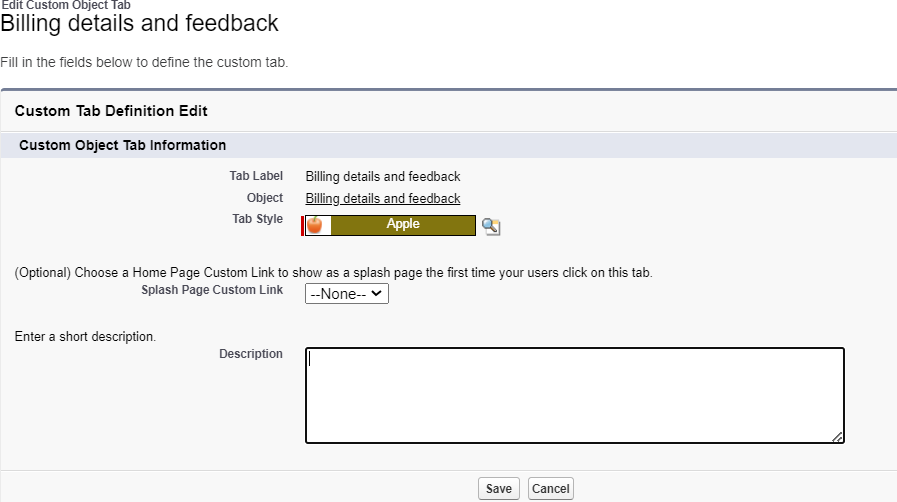 Edit Custom Object Tab
Billing details and feedback
Fill in the fields below to define the custom tab.
Custom Tab Definition Edit
Custom Object Tab Information
Tab Label Billing details and feedback
Object Billing details and feedback
Tab Style Apple
(Optional) Choose a Home Page Custom Link to show as a splash page the first time your users click on this tab.
Splash Page Custom Link --None--
Enter a short description.
Description
Save Cancel